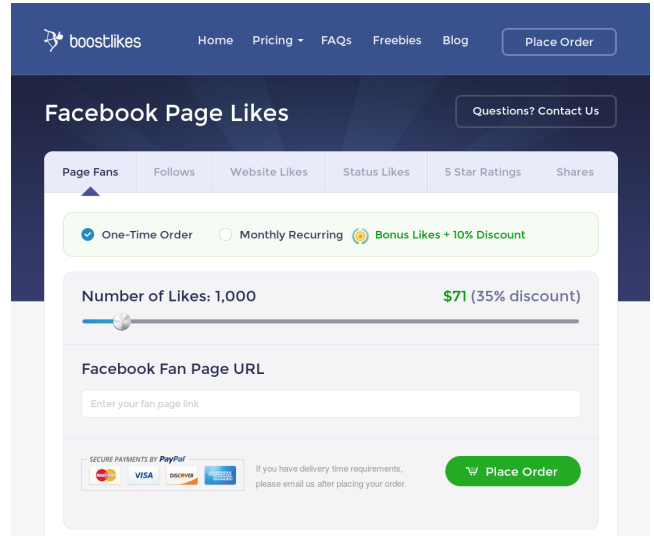 boostlikes Home Pricing FAQs Freebies Blog Place Order
Facebook Page Likes Questions? Contact Us
Page Fans Follows Website Likes Status Likes 5 Star Ratings Shares
One-Time Order Monthly Recurring Bonus Likes + 10% Discount
Number of Likes: 1,000 $71 (35% discount)
Facebook Fan Page URL
Enter your fan page link
SECURE PAYMENTS BY PayPal
MasterCard VISA DISCOVER AMERICAN EXPRESS
If you have delivery time requirements,
please email us after placing your order.
Place Order